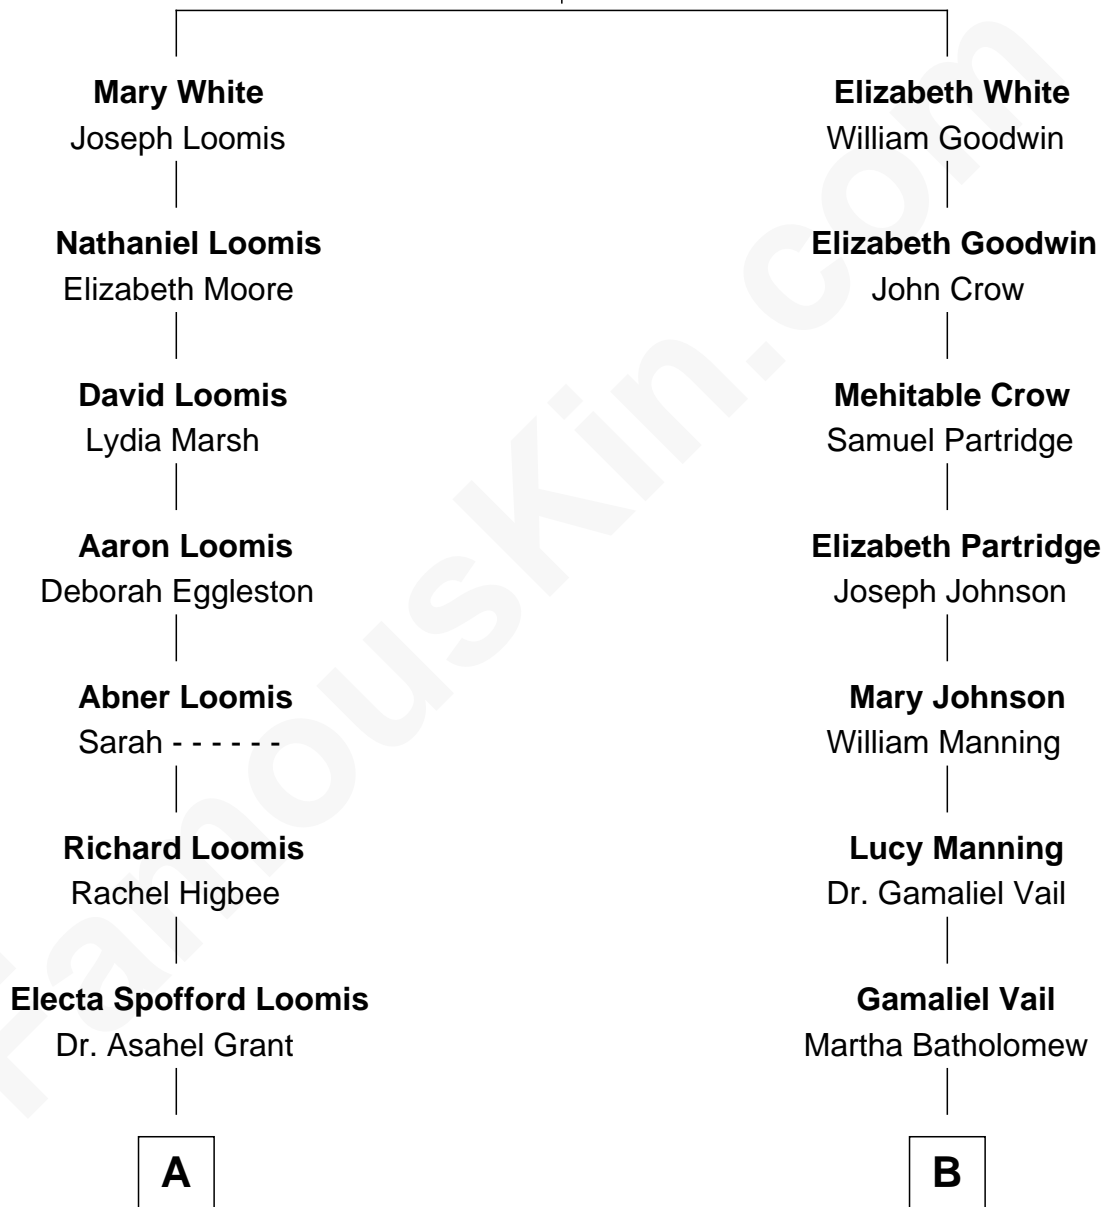 Mary White
Joseph Loomis
Nathaniel Loomis
Elizabeth Moore
David Loomis
Lydia Marsh
Aaron Loomis
Deborah Eggleston
Abner Loomis
Sarah - - - - - -
Richard Loomis
Rachel Higbee
Electa Spofford Loomis
Dr. Asahel Grant
A
Elizabeth White
William Goodwin
Elizabeth Goodwin
John Crow
Mehitable Crow
Samuel Partridge
Elizabeth Partridge
Joseph Johnson
Mary Johnson
William Manning
Lucy Manning
Dr. Gamaliel Vail
Gamaliel Vail
Martha Batholomew
B
FamousKin.com